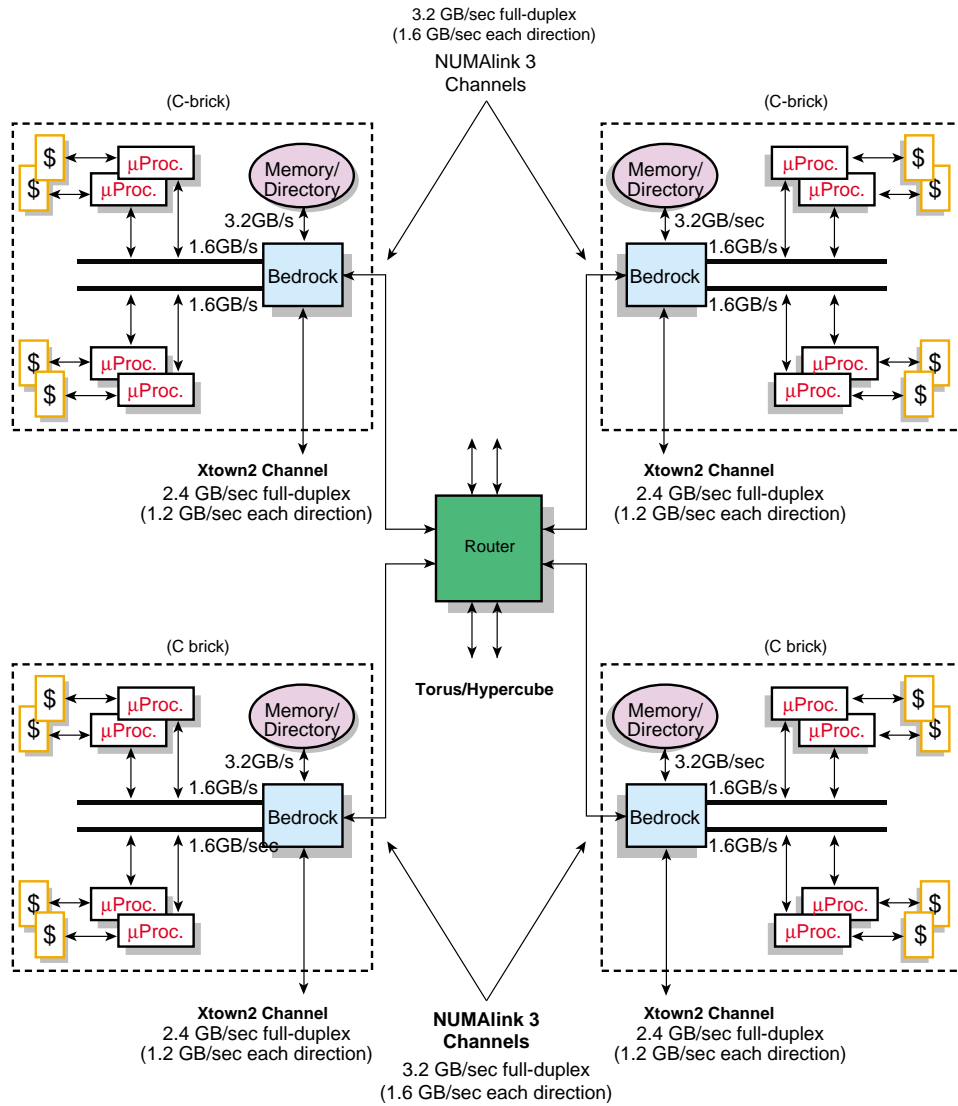 3.2 GB/sec full-duplex
(1.6 GB/sec each direction)
NUMAlink 3
Channels
(C-brick)
$
$
µProc.
µProc.
Memory/
Directory
3.2GB/s
1.6GB/s
Bedrock
1.6GB/s
$
$
µProc.
µProc.
Xtown2 Channel
2.4 GB/sec full-duplex
(1.2 GB/sec each direction)
(C-brick)
Memory/
Directory
µProc.
µProc.
$
$
3.2GB/sec
1.6GB/s
Bedrock
1.6GB/s
µProc.
µProc.
$
$
Xtown2 Channel
2.4 GB/sec full-duplex
(1.2 GB/sec each direction)
Router
Torus/Hypercube
(C brick)
$
$
µProc.
µProc.
Memory/
Directory
3.2GB/s
1.6GB/s
Bedrock
1.6GB/sec
$
$
µProc.
µProc.
Xtown2 Channel
2.4 GB/sec full-duplex
(1.2 GB/sec each direction)
(C brick)
Memory/
Directory
µProc.
µProc.
$
$
3.2GB/sec
1.6GB/s
Bedrock
1.6GB/s
µProc.
µProc.
$
$
Xtown2 Channel
2.4 GB/sec full-duplex
(1.2 GB/sec each direction)
NUMAlink 3
Channels
3.2 GB/sec full-duplex
(1.6 GB/sec each direction)